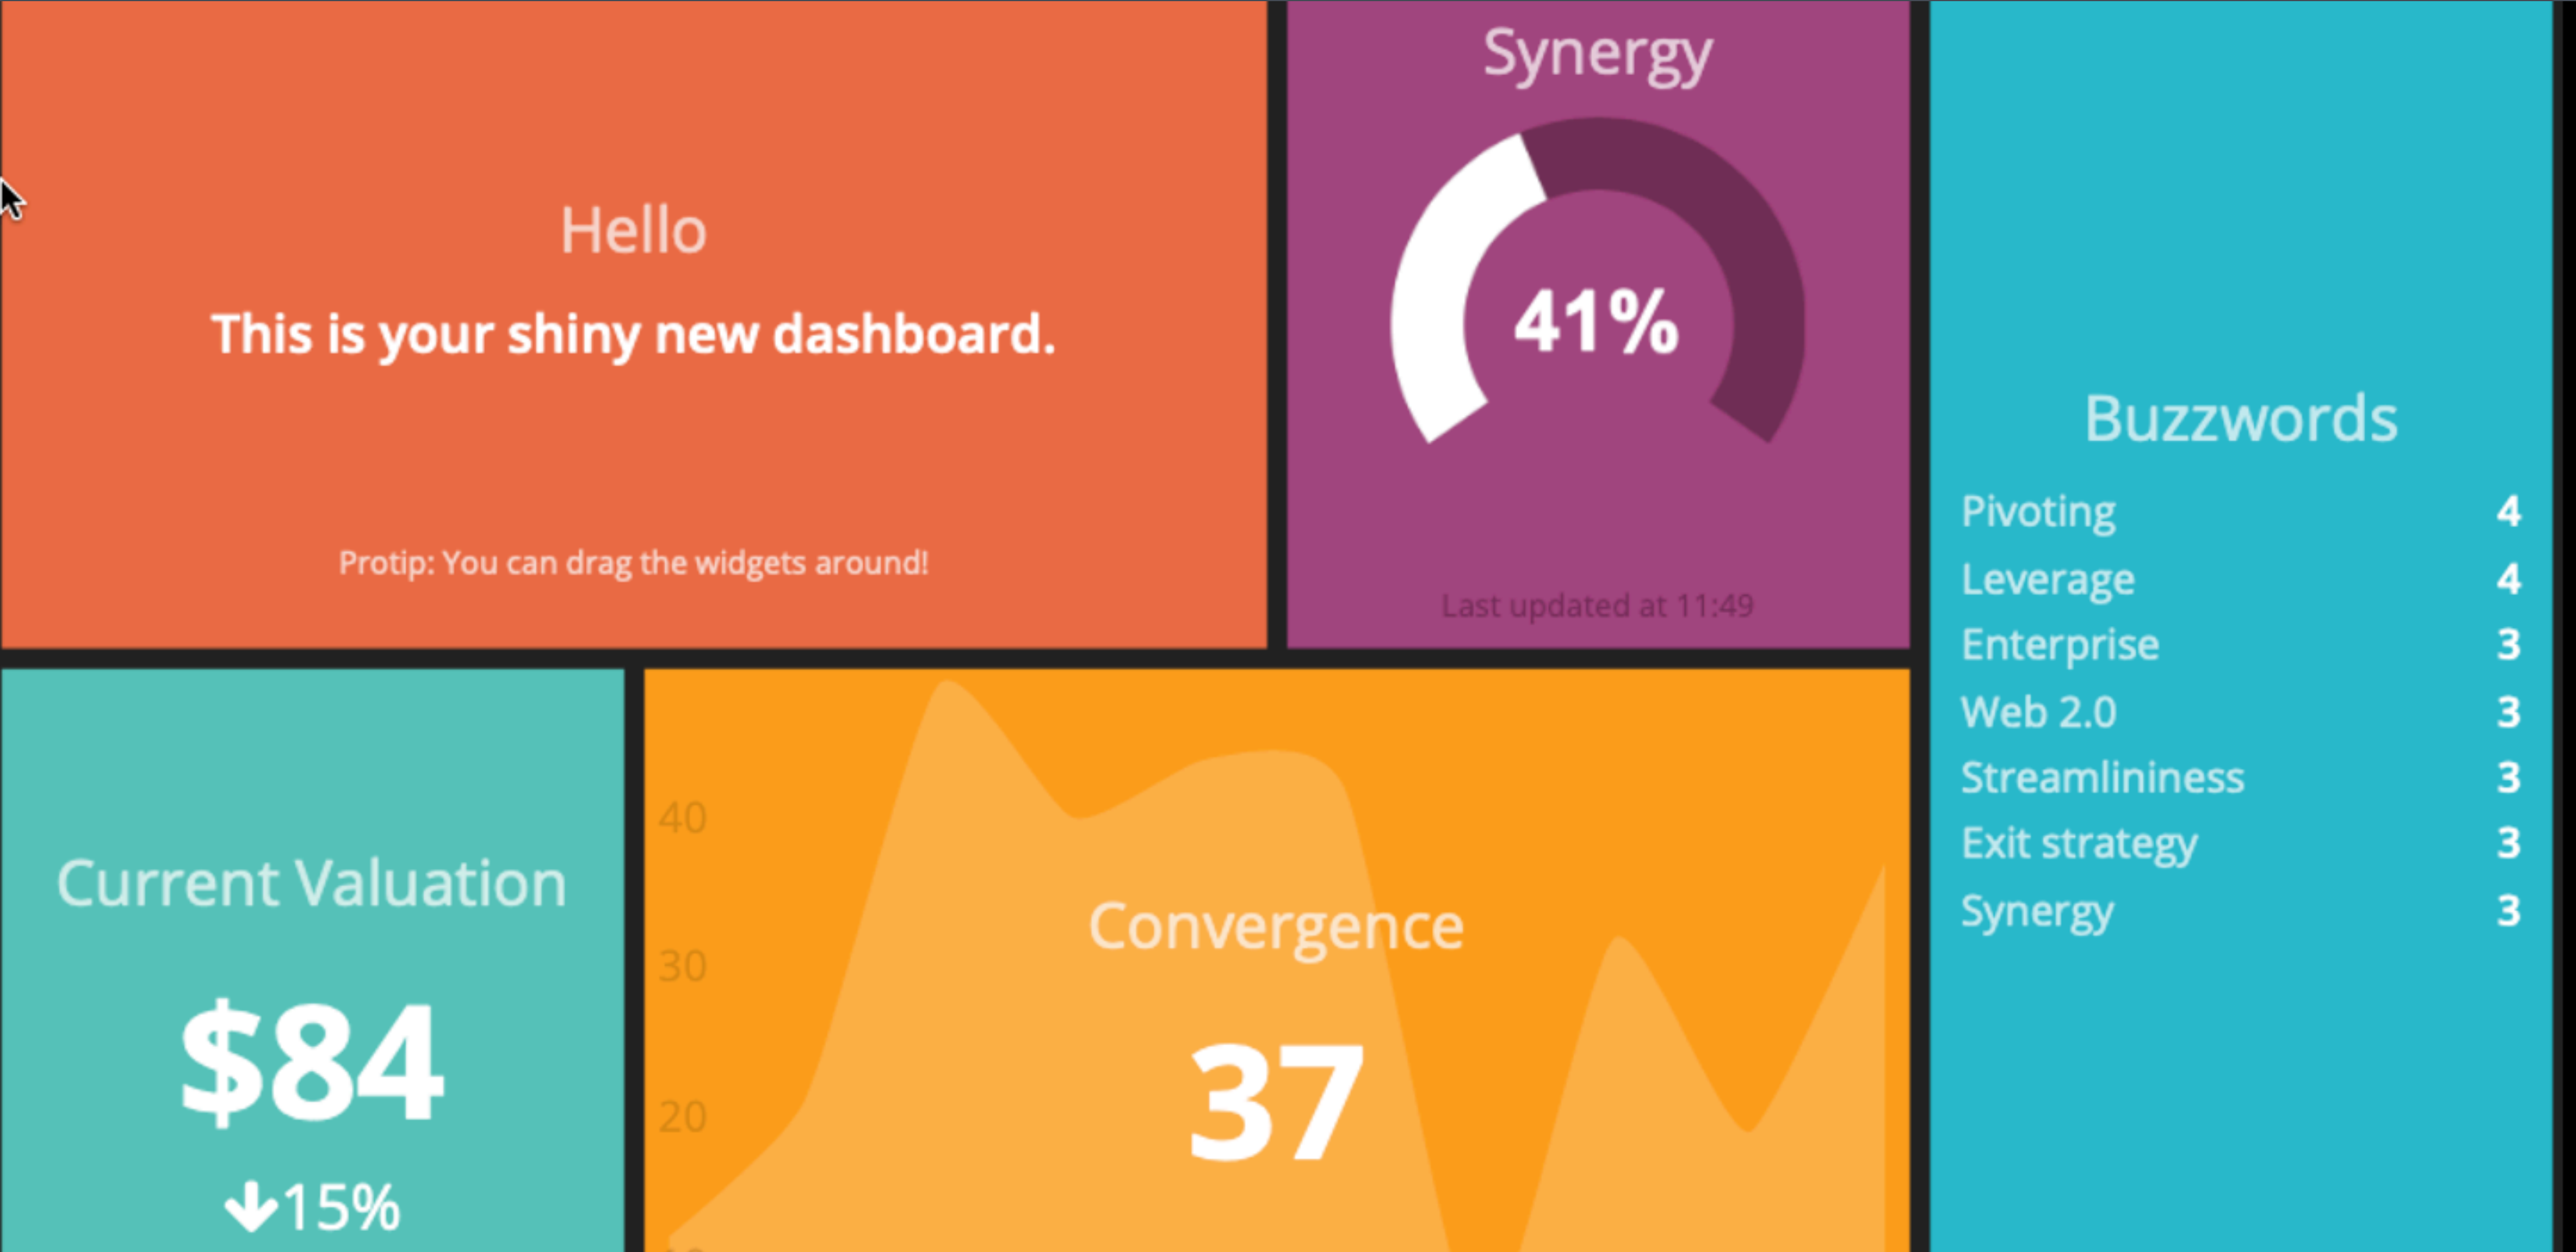 Hello
This is your shiny new dashboard.
Protip: You can drag the widgets around!
Synergy
41%
Last updated at 11:49
Buzzwords
Pivoting 4
Leverage 4
Enterprise 3
Web 2.0 3
Streamlininess 3
Exit strategy 3
Synergy 3
Current Valuation
$84
15%
40
30
20
Convergence
37